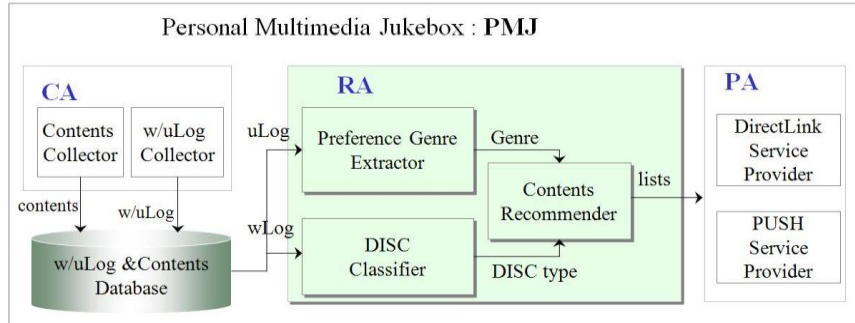 Personal Multimedia Jukebox : PMJ
CA
Contents
Collector
w/uLog
Collector
contents
w/uLog
w/uLog &Contents
Database
uLog
wLog
RA
Preference Genre
Extractor
Genre
DISC
Classifier
DISC type
Contents
Recommender
lists
PA
DirectLink
Service
Provider
PUSH
Service
Provider